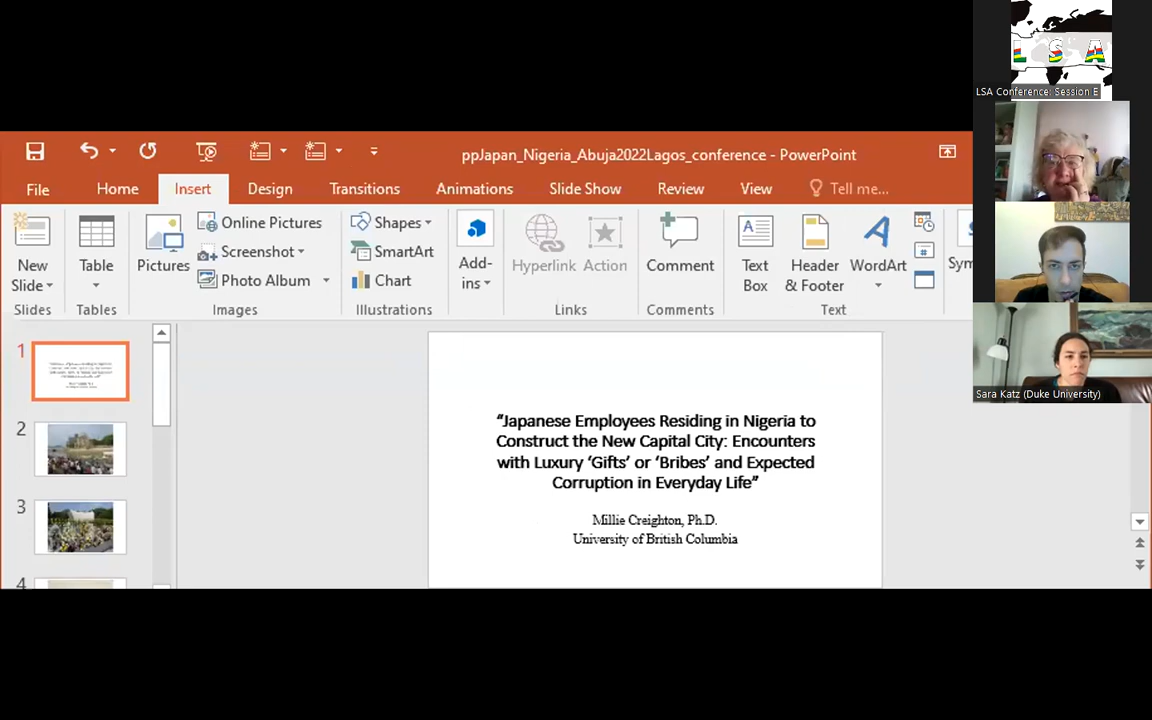 L S A
LSA Conference: Session E
ppJapan_Nigeria_Abuja2022Lagos_conference - PowerPoint
File Home Insert Design Transitions Animations Slide Show Review View Tell me...
New Slide
Slides
Table
Tables
Pictures
Online Pictures
Screenshot
Photo Album
Images
Shapes
SmartArt
Chart
Illustrations
Add-ins
Hyperlink
Action
Links
Comment
Comments
Text Box
Header & Footer
WordArt
Text
Sym
1
2
3
4
“Japanese Employees Residing in Nigeria to
Construct the New Capital City: Encounters
with Luxury ‘Gifts’ or ‘Bribes’ and Expected
Corruption in Everyday Life”
Millie Creighton, Ph.D.
University of British Columbia
Sara Katz (Duke University)